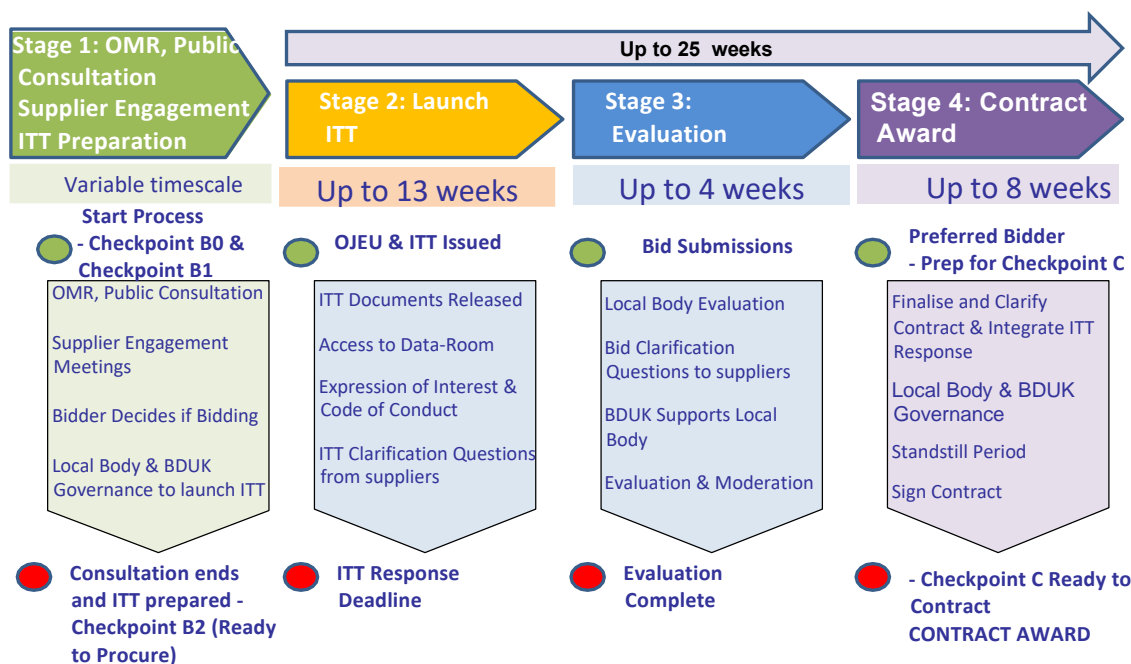 Stage 1: OMR, Public
Consultation
Supplier Engagement
ITT Preparation
Up to 25 weeks
Stage 2: Launch
ITT
Stage 3:
Evaluation
Stage 4: Contract
Award
Variable timescale
Up to 13 weeks
Up to 4 weeks
Up to 8 weeks
Start Process
- Checkpoint B0 &
Checkpoint B1
OJEU & ITT Issued
Bid Submissions
Preferred Bidder
- Prep for Checkpoint C
OMR, Public Consultation
Supplier Engagement
Meetings
Bidder Decides if Bidding
Local Body & BDUK
Governance to launch ITT
ITT Documents Released
Access to Data-Room
Expression of Interest &
Code of Conduct
ITT Clarification Questions
from suppliers
Local Body Evaluation
Bid Clarification
Questions to suppliers
BDUK Supports Local
Body
Evaluation & Moderation
Finalise and Clarify
Contract & Integrate ITT
Response
Local Body & BDUK
Governance
Standstill Period
Sign Contract
Consultation ends
and ITT prepared -
Checkpoint B2 (Ready
to Procure)
ITT Response
Deadline
Evaluation
Complete
- Checkpoint C Ready to
Contract
CONTRACT AWARD